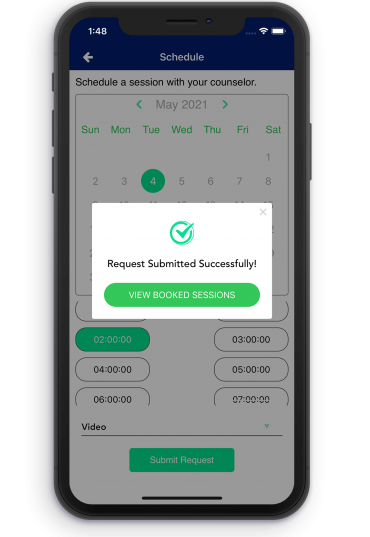 1:48
Schedule
Schedule a session with your counselor.
May 2021
Sun Mon Tue Wed Thu Fri Sat
1
2 3 4 5 6 7 8
Request Submitted Successfully!
VIEW BOOKED SESSIONS
02:00:00 03:00:00
04:00:00 05:00:00
06:00:00 07:00:00
Video
Submit Request